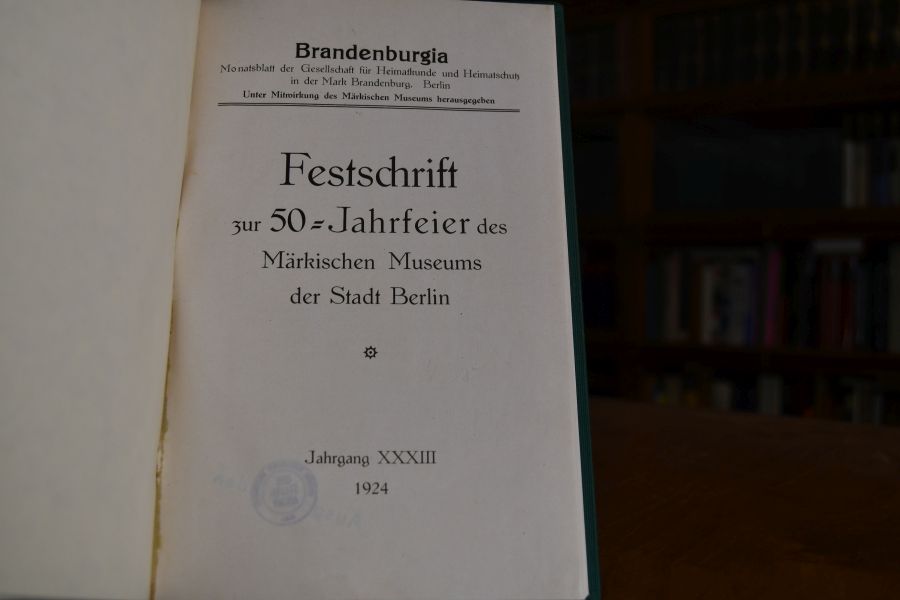 Brandenburgia
Monatsblatt der Gesellschaft für Heimatkunde und Heimatschutz
in der Mark Brandenburg, Berlin
Unter Mitwirkung des Märkischen Museums herausgegeben
Festschrift
zur 50=Jahrfeier des
Märkischen Museums
der Stadt Berlin
Jahrgang XXXIII
1924